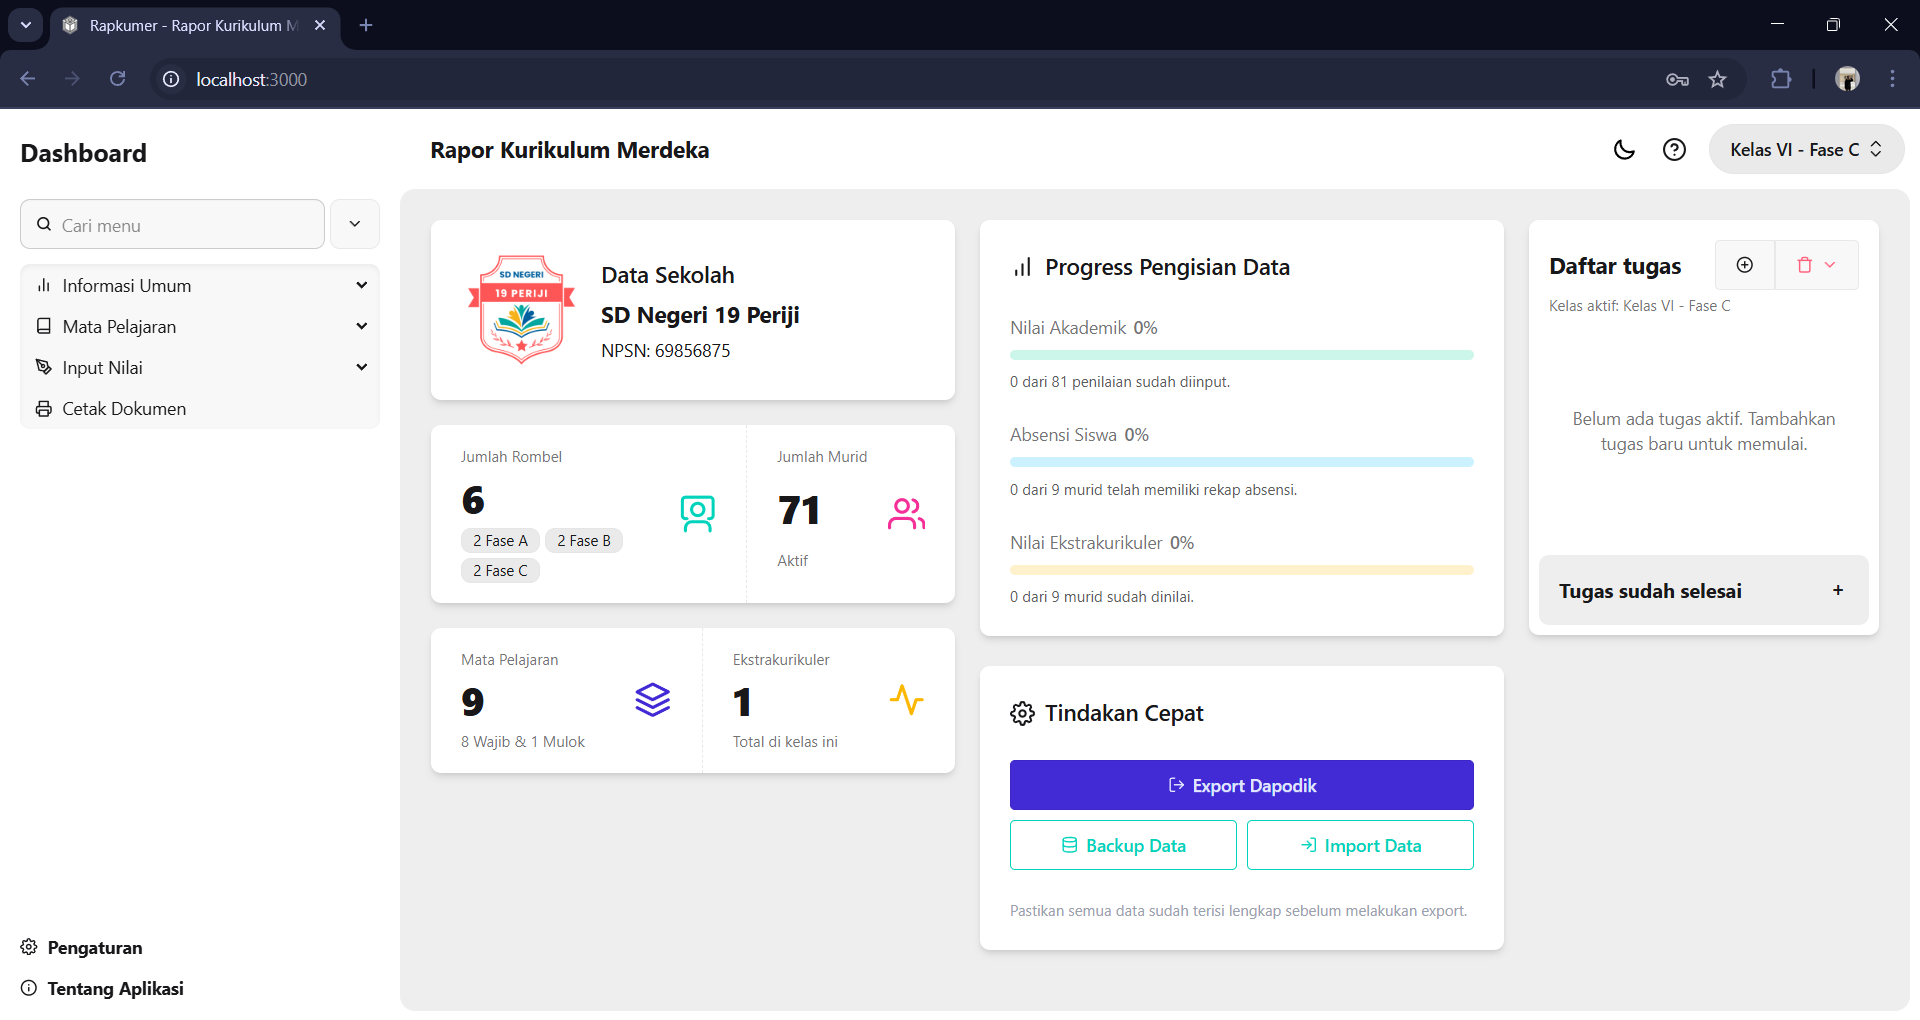 Rapkumer - Rapor Kurikulum M
localhost:3000
Dashboard
Cari menu
Informasi Umum
Mata Pelajaran
Input Nilai
Cetak Dokumen
Pengaturan
Tentang Aplikasi
Rapor Kurikulum Merdeka
Kelas VI - Fase C
SD NEGERI
19 PERIJI
Data Sekolah
SD Negeri 19 Periji
NPSN: 69856875
Jumlah Rombel
6
2 Fase A
2 Fase B
2 Fase C
Jumlah Murid
71
Aktif
Mata Pelajaran
9
8 Wajib & 1 Mulok
Ekstrakurikuler
1
Total di kelas ini
Progress Pengisian Data
Nilai Akademik 0%
0 dari 81 penilaian sudah diinput.
Absensi Siswa 0%
0 dari 9 murid telah memiliki rekap absensi.
Nilai Ekstrakurikuler 0%
0 dari 9 murid sudah dinilai.
Tindakan Cepat
Export Dapodik
Backup Data
Import Data
Pastikan semua data sudah terisi lengkap sebelum melakukan export.
Daftar tugas
Kelas aktif: Kelas VI - Fase C
Belum ada tugas aktif. Tambahkan
tugas baru untuk memulai.
Tugas sudah selesai
+